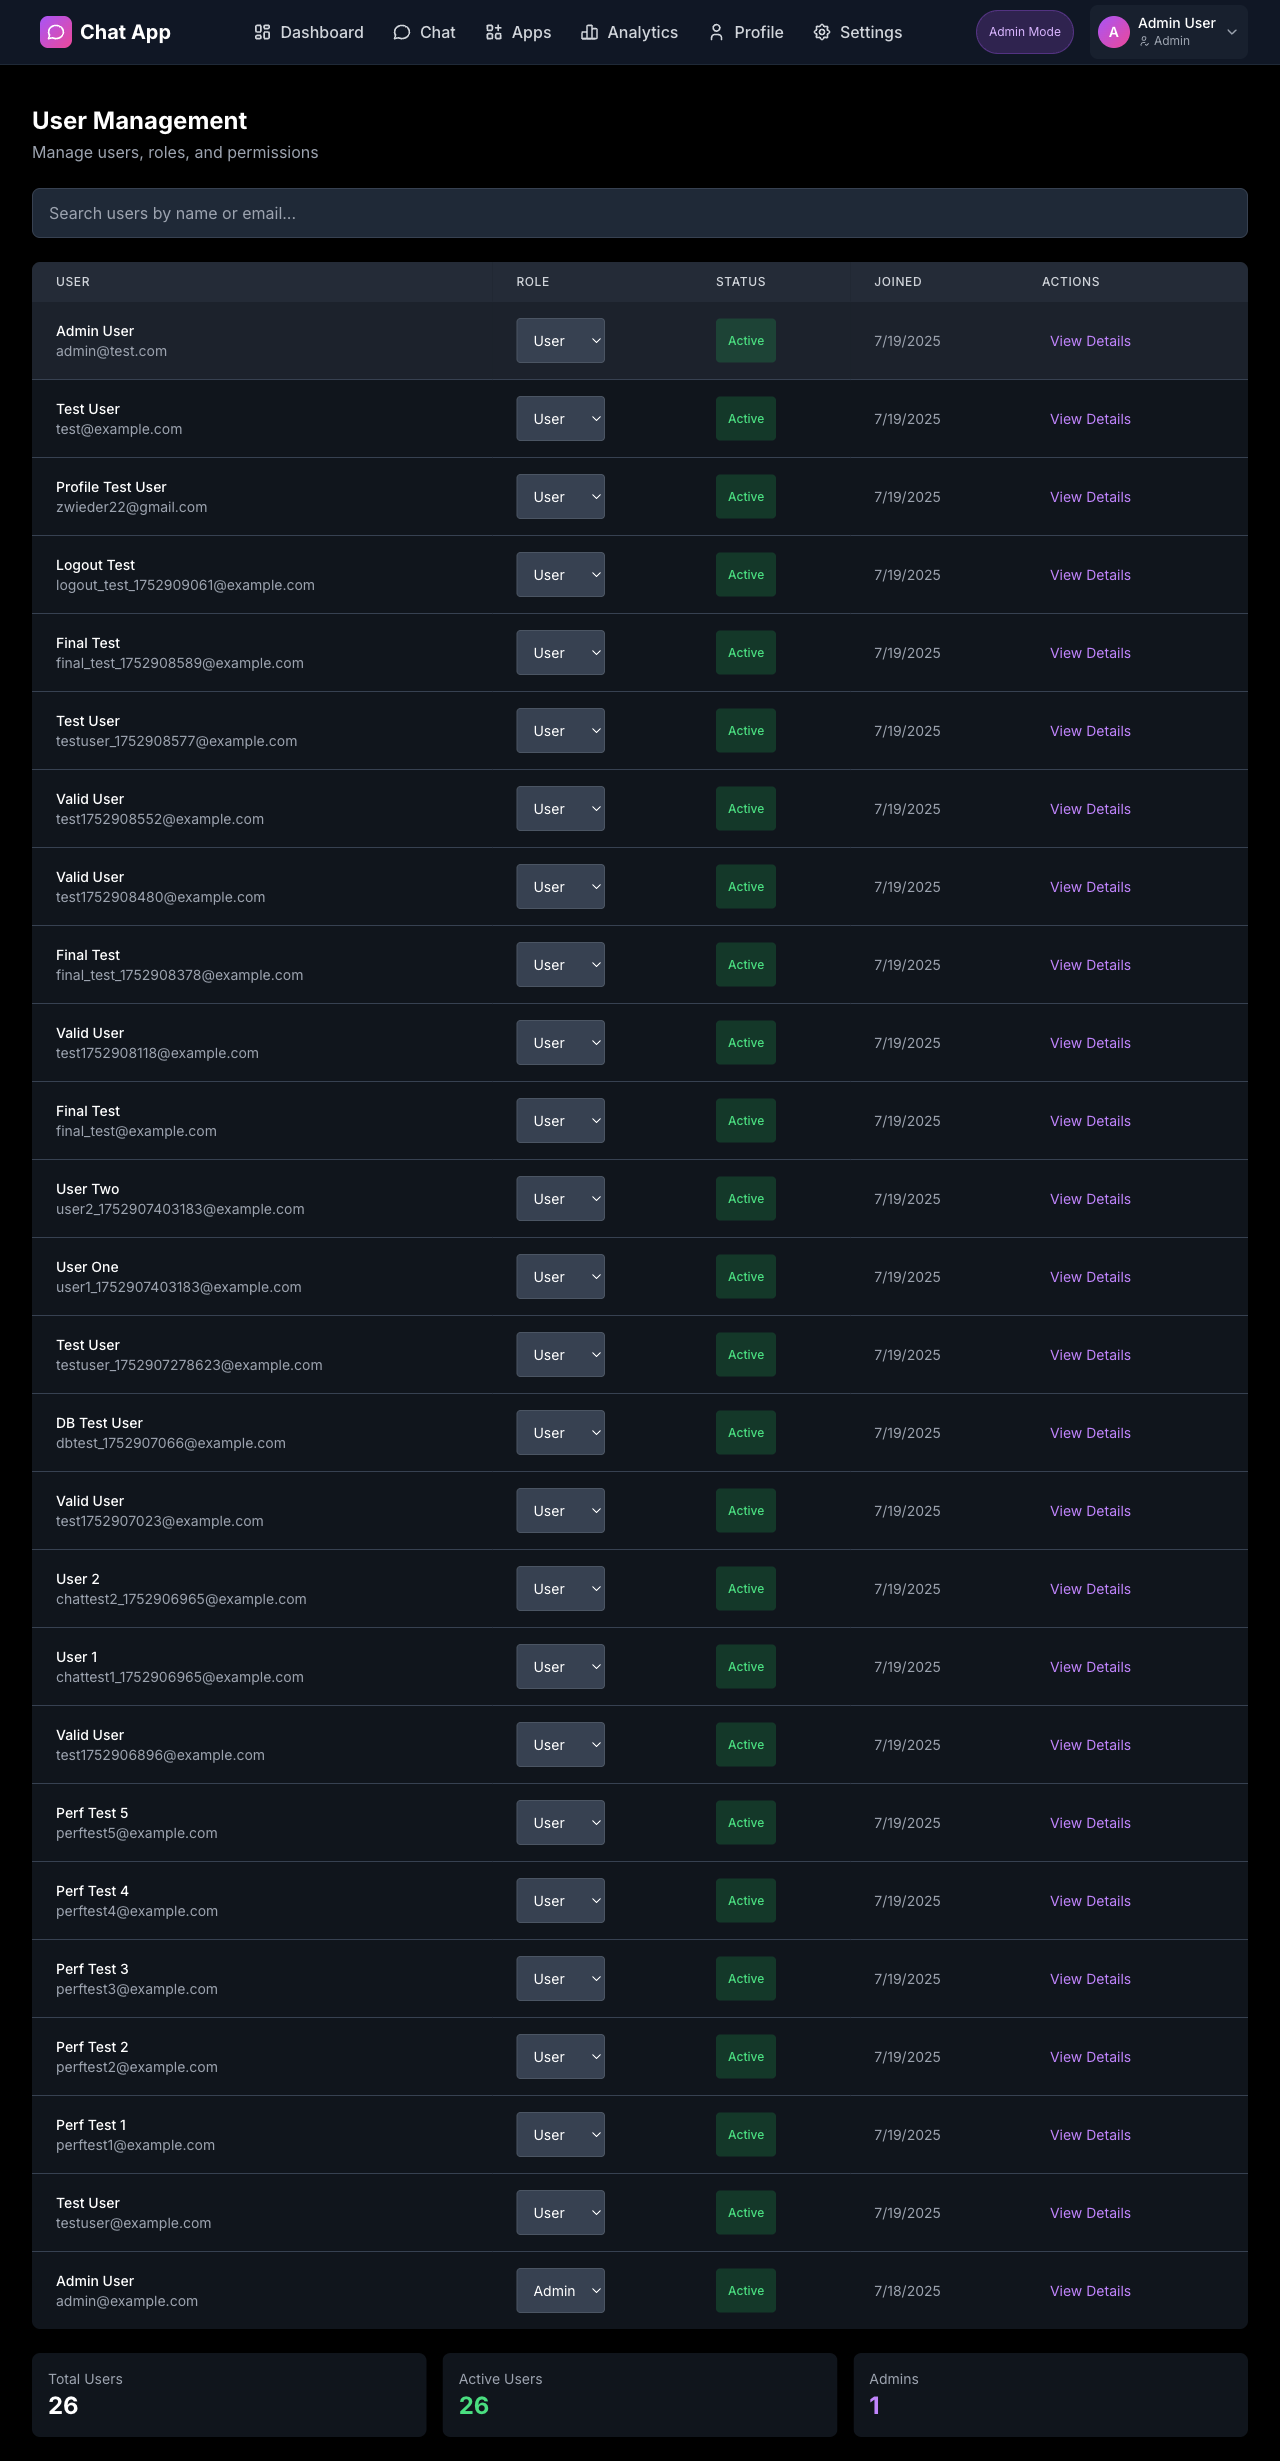 Chat App
Dashboard
Chat
Apps
Analytics
Profile
Settings
Admin Mode
A
Admin User
Admin
User Management
Manage users, roles, and permissions
Search users by name or email...
USER ROLE STATUS JOINED ACTIONS
Admin User
admin@test.com
User Active 7/19/2025 View Details
Test User
test@example.com
User Active 7/19/2025 View Details
Profile Test User
zwieder22@gmail.com
User Active 7/19/2025 View Details
Logout Test
logout_test_1752909061@example.com
User Active 7/19/2025 View Details
Final Test
final_test_1752908589@example.com
User Active 7/19/2025 View Details
Test User
testuser_1752908577@example.com
User Active 7/19/2025 View Details
Valid User
test1752908552@example.com
User Active 7/19/2025 View Details
Valid User
test1752908480@example.com
User Active 7/19/2025 View Details
Final Test
final_test_1752908378@example.com
User Active 7/19/2025 View Details
Valid User
test1752908118@example.com
User Active 7/19/2025 View Details
Final Test
final_test@example.com
User Active 7/19/2025 View Details
User Two
user2_1752907403183@example.com
User Active 7/19/2025 View Details
User One
user1_1752907403183@example.com
User Active 7/19/2025 View Details
Test User
testuser_1752907278623@example.com
User Active 7/19/2025 View Details
DB Test User
dbtest_1752907066@example.com
User Active 7/19/2025 View Details
Valid User
test1752907023@example.com
User Active 7/19/2025 View Details
User 2
chattest2_1752906965@example.com
User Active 7/19/2025 View Details
User 1
chattest1_1752906965@example.com
User Active 7/19/2025 View Details
Valid User
test1752906896@example.com
User Active 7/19/2025 View Details
Perf Test 5
perftest5@example.com
User Active 7/19/2025 View Details
Perf Test 4
perftest4@example.com
User Active 7/19/2025 View Details
Perf Test 3
perftest3@example.com
User Active 7/19/2025 View Details
Perf Test 2
perftest2@example.com
User Active 7/19/2025 View Details
Perf Test 1
perftest1@example.com
User Active 7/19/2025 View Details
Test User
testuser@example.com
User Active 7/19/2025 View Details
Admin User
admin@example.com
Admin Active 7/18/2025 View Details
Total Users
26
Active Users
26
Admins
1